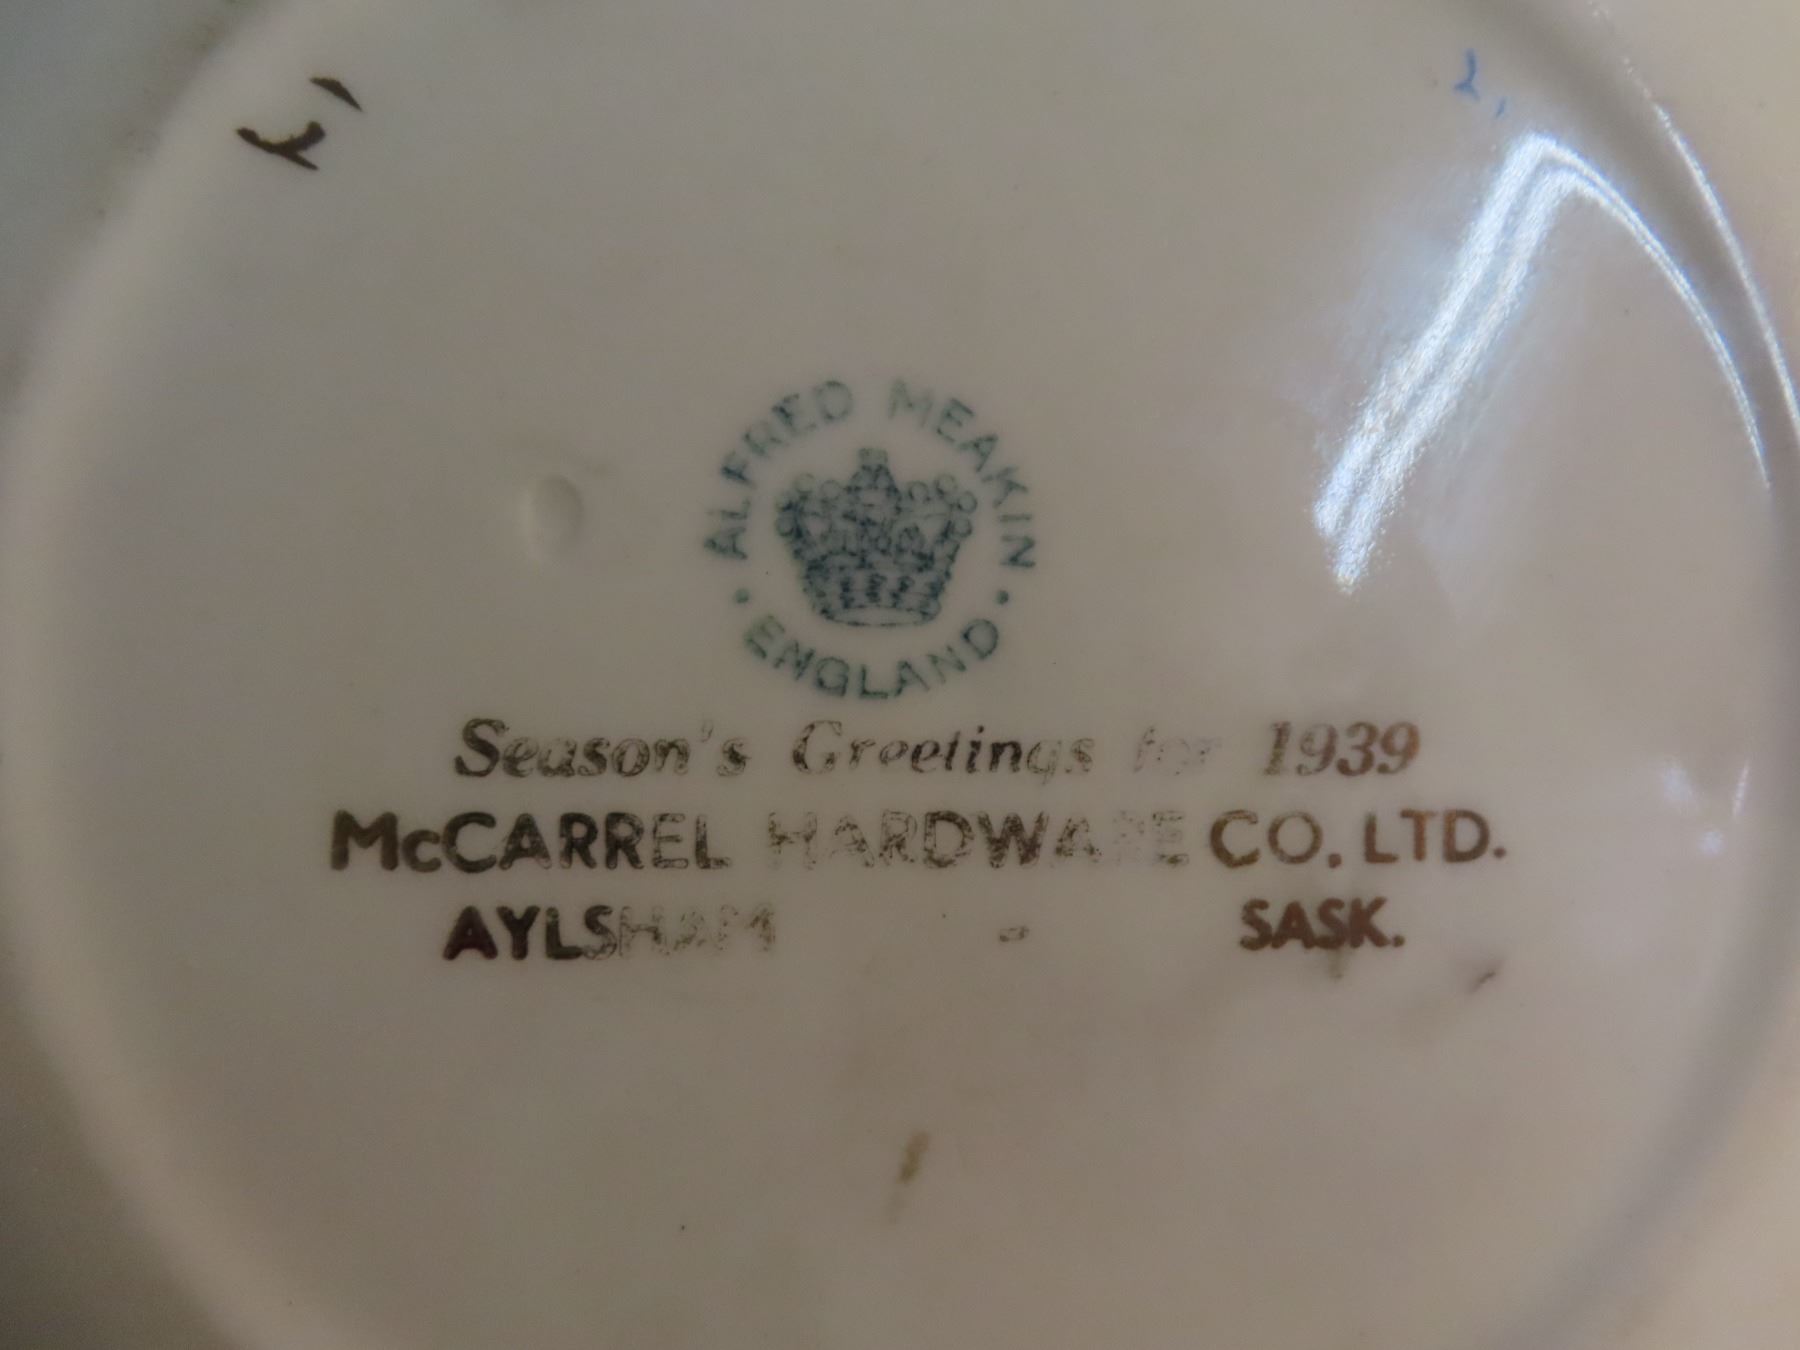 ALFRED MEAKIN
• ENGLAND •
Season's Greetings for 1939
McCARREL HARDWARE CO. LTD.
AYLSHAM - SASK.